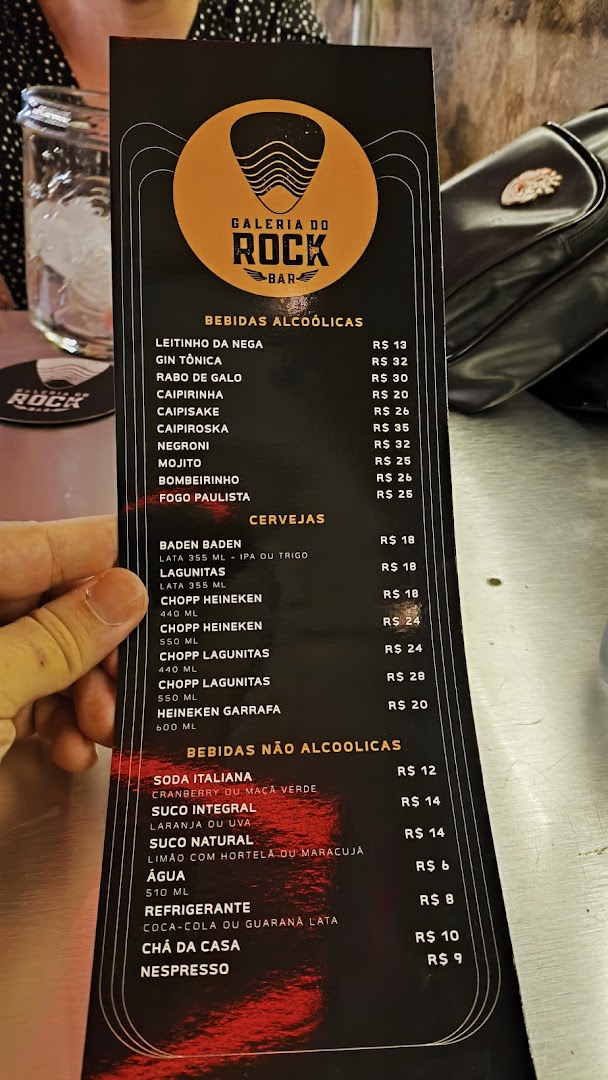 GALERIA DO
ROCK
BAR
BEBIDAS ALCOÓLICAS
LEITINHO DA NEGA R$ 13
GIN TÔNICA R$ 32
RABO DE GALO R$ 30
CAIPIRINHA R$ 20
CAIPISAKE R$ 26
CAIPIROSKA R$ 35
NEGRONI R$ 32
MOJITO R$ 25
BOMBEIRINHO R$ 26
FOGO PAULISTA R$ 25
CERVEJAS
BADEN BADEN R$ 18
LATA 355 ML - IPA OU TRIGO
LAGUNITAS R$ 18
LATA 355 ML
CHOPP HEINEKEN R$ 18
440 ML
CHOPP HEINEKEN R$ 24
550 ML
CHOPP LAGUNITAS R$ 24
440 ML
CHOPP LAGUNITAS R$ 28
550 ML
HEINEKEN GARRAFA R$ 20
600 ML
BEBIDAS NÃO ALCOOLICAS
SODA ITALIANA R$ 12
CRANBERRY OU MAÇÃ VERDE
SUCO INTEGRAL R$ 14
LARANJA OU UVA
SUCO NATURAL R$ 14
LIMÃO COM HORTELÃ OU MARACUJÁ
ÁGUA R$ 6
510 ML
REFRIGERANTE R$ 8
COCA-COLA OU GUARANÁ LATA
CHÁ DA CASA R$ 10
NESPRESSO R$ 9
GALERIA DO
ROCK
BAR